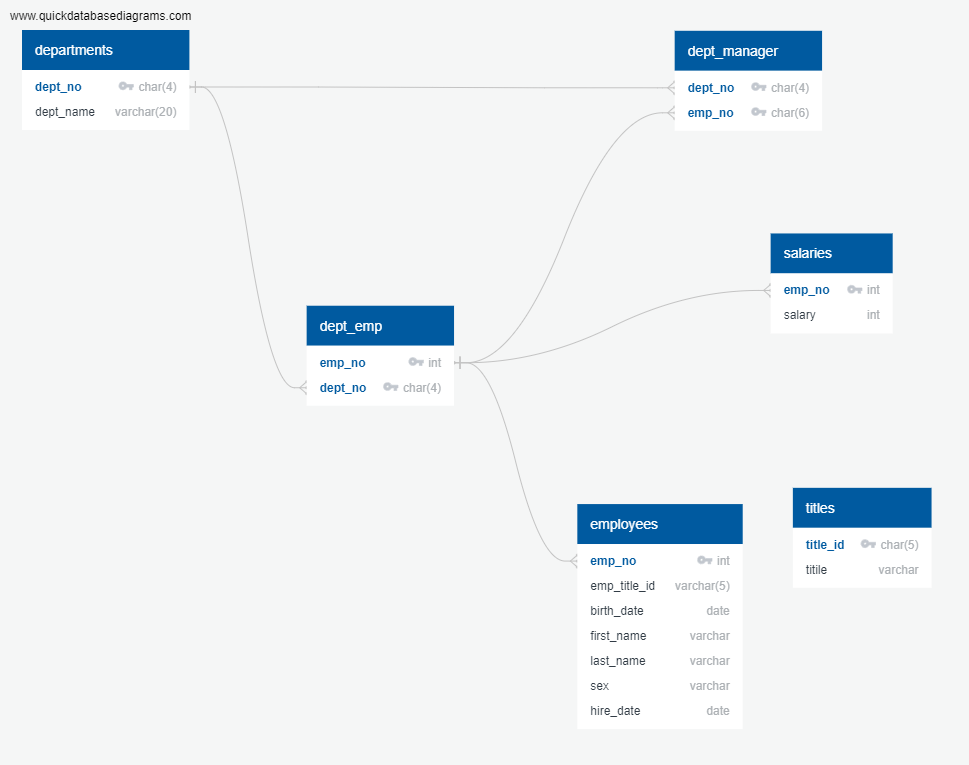 www.quickdatabasediagrams.com
departments
dept_no char(4)
dept_name varchar(20)
dept_manager
dept_no char(4)
emp_no char(6)
salaries
emp_no int
salary int
dept_emp
emp_no int
dept_no char(4)
employees
emp_no int
emp_title_id varchar(5)
birth_date date
first_name varchar
last_name varchar
sex varchar
hire_date date
titles
title_id char(5)
titile varchar